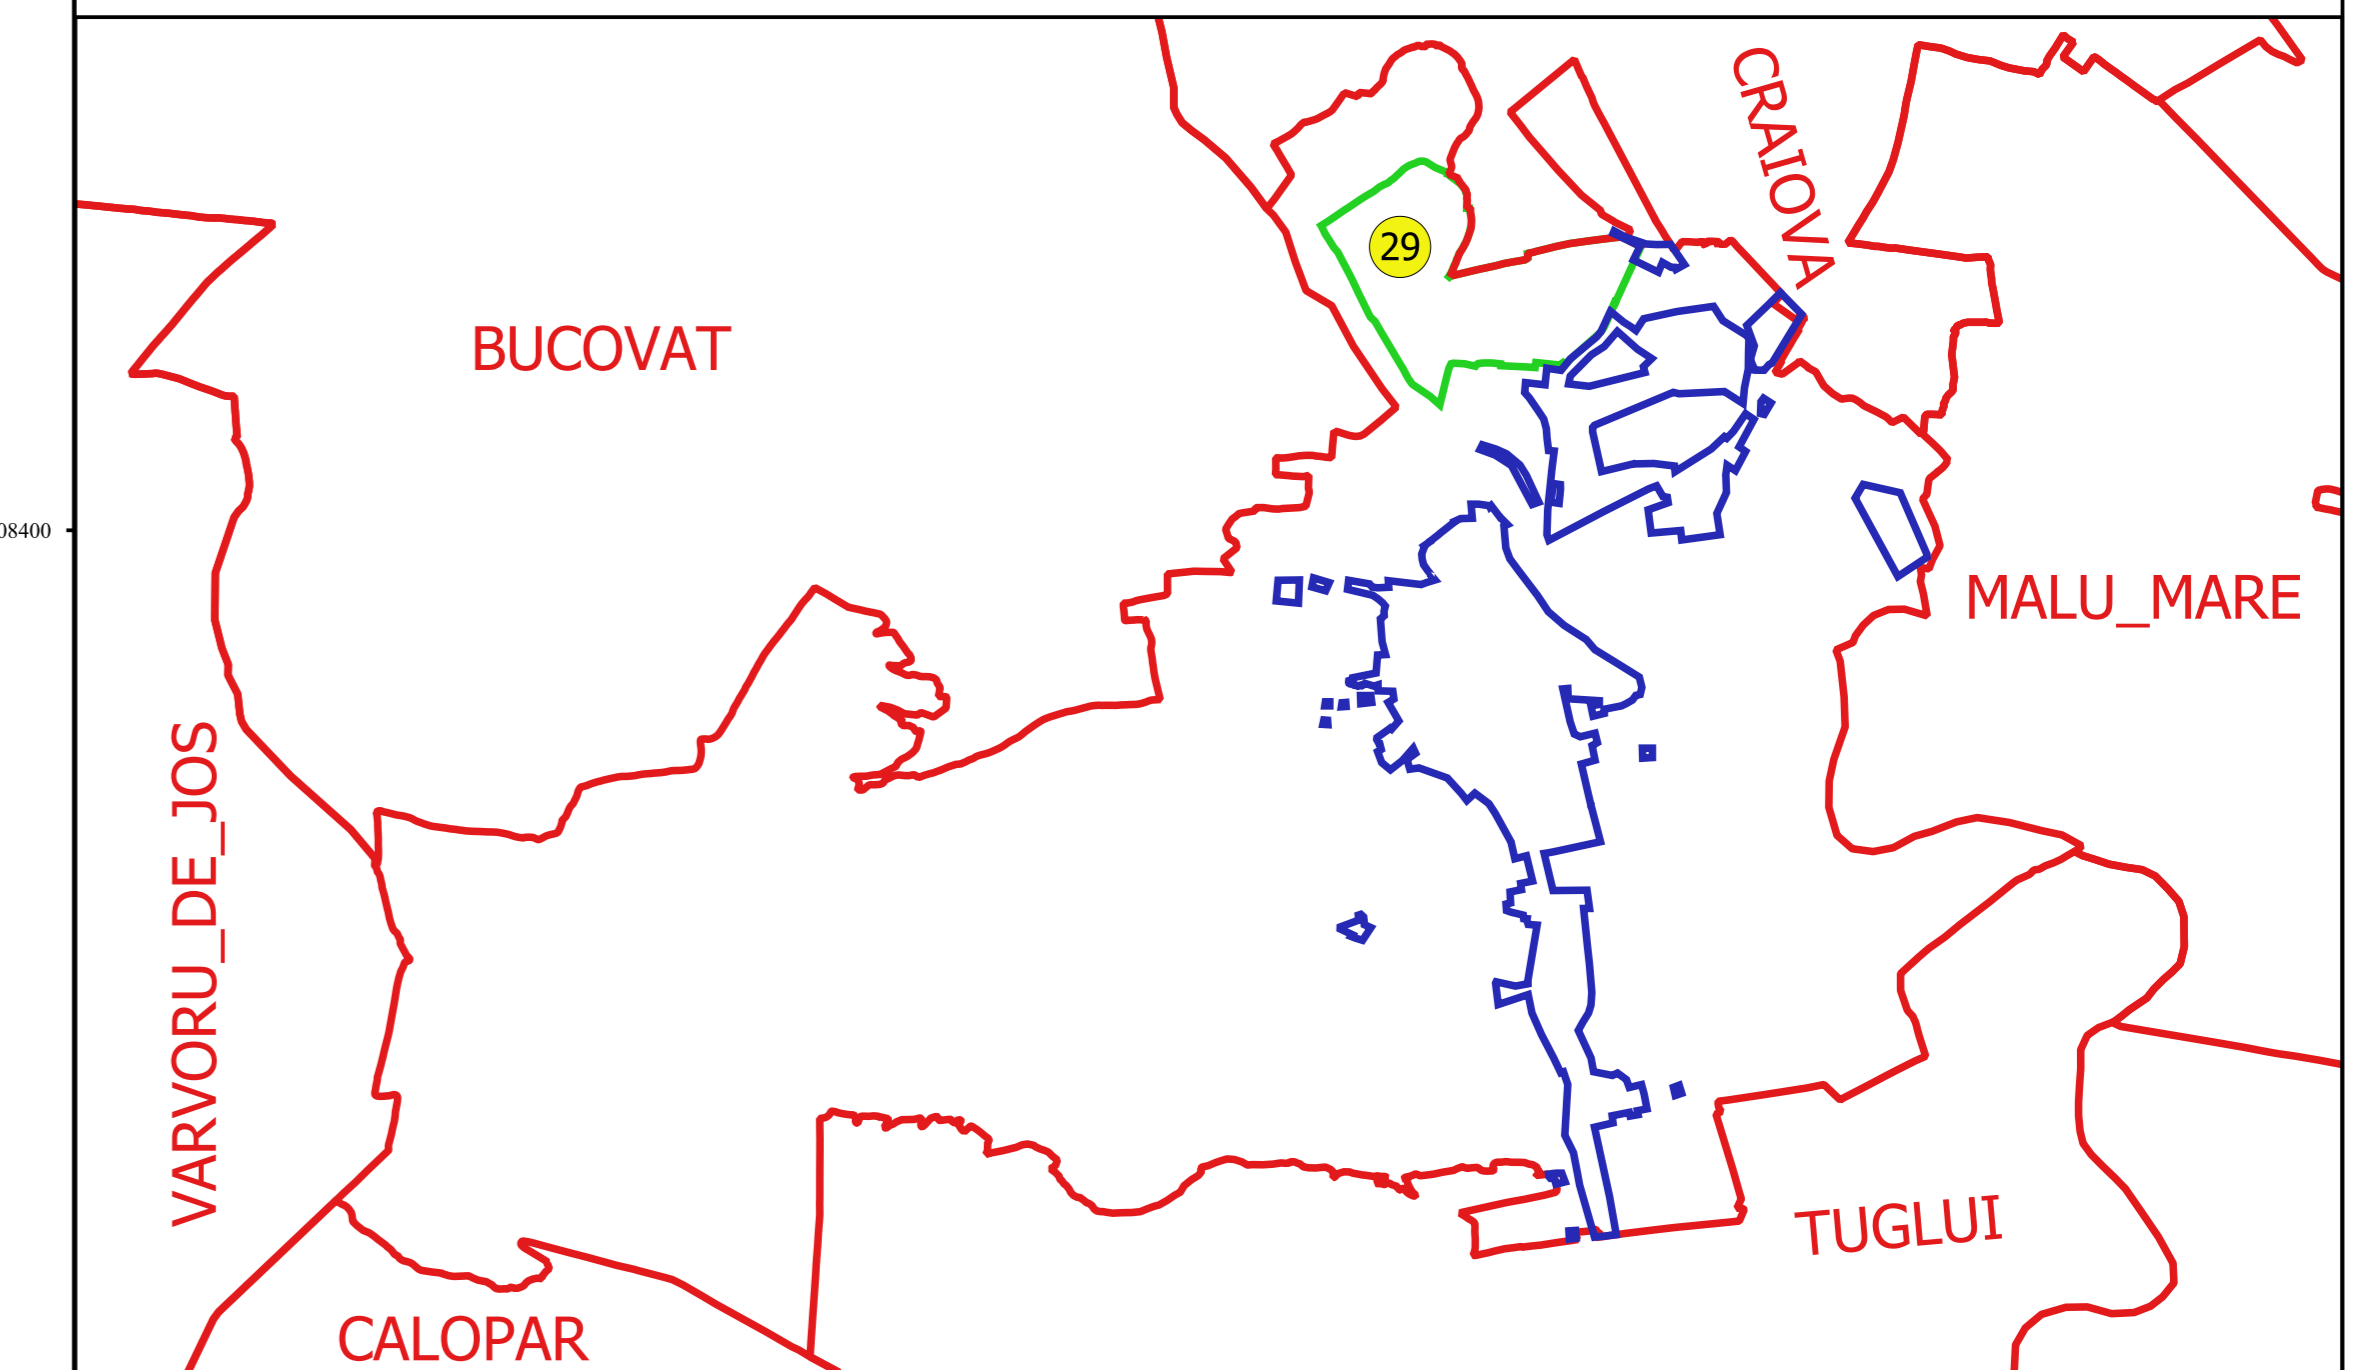 CRAIOVA
29
BUCOVAT
08400
MALU_MARE
VARVORU_DE_JOS
TUGLUI
CALOPAR